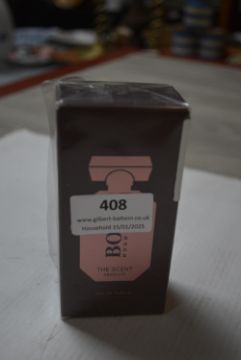 408
www.gilbert-baitson.co.uk
Household 15/01/2025
BO
THE SCENT